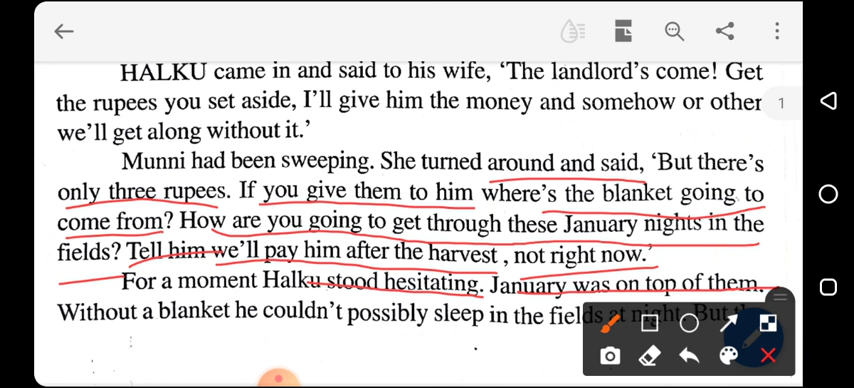 HALKU came in and said to his wife, ‘The landlord’s come! Get
the rupees you set aside, I’ll give him the money and somehow or other
1
we’ll get along without it.’
Munni had been sweeping. She turned around and said, ‘But there’s
only three rupees. If you give them to him where’s the blanket going to
come from? How are you going to get through these January nights in the
fields? Tell him we’ll pay him after the harvest , not right now.’
For a moment Halku stood hesitating. January was on top of them.
Without a blanket he couldn’t possibly sleep in the fields at night. But